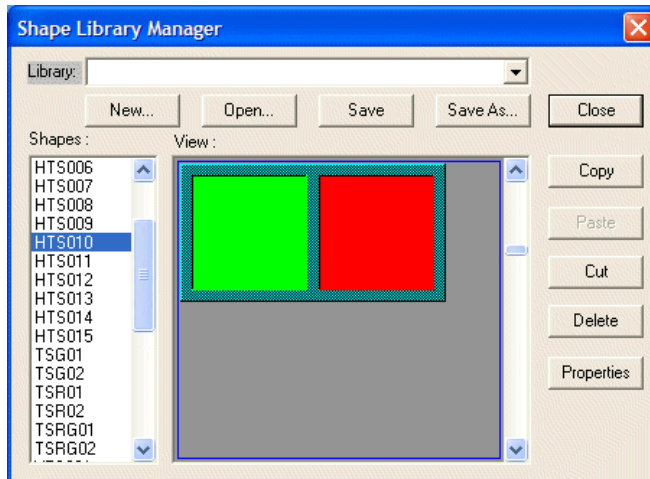 Shape Library Manager
Library:
New... Open... Save Save As... Close
Shapes : View :
HTS006
HTS007
HTS008
HTS009
HTS010
HTS011
HTS012
HTS013
HTS014
HTS015
TSG01
TSG02
TSR01
TSR02
TSRG01
TSRG02
Copy
Paste
Cut
Delete
Properties